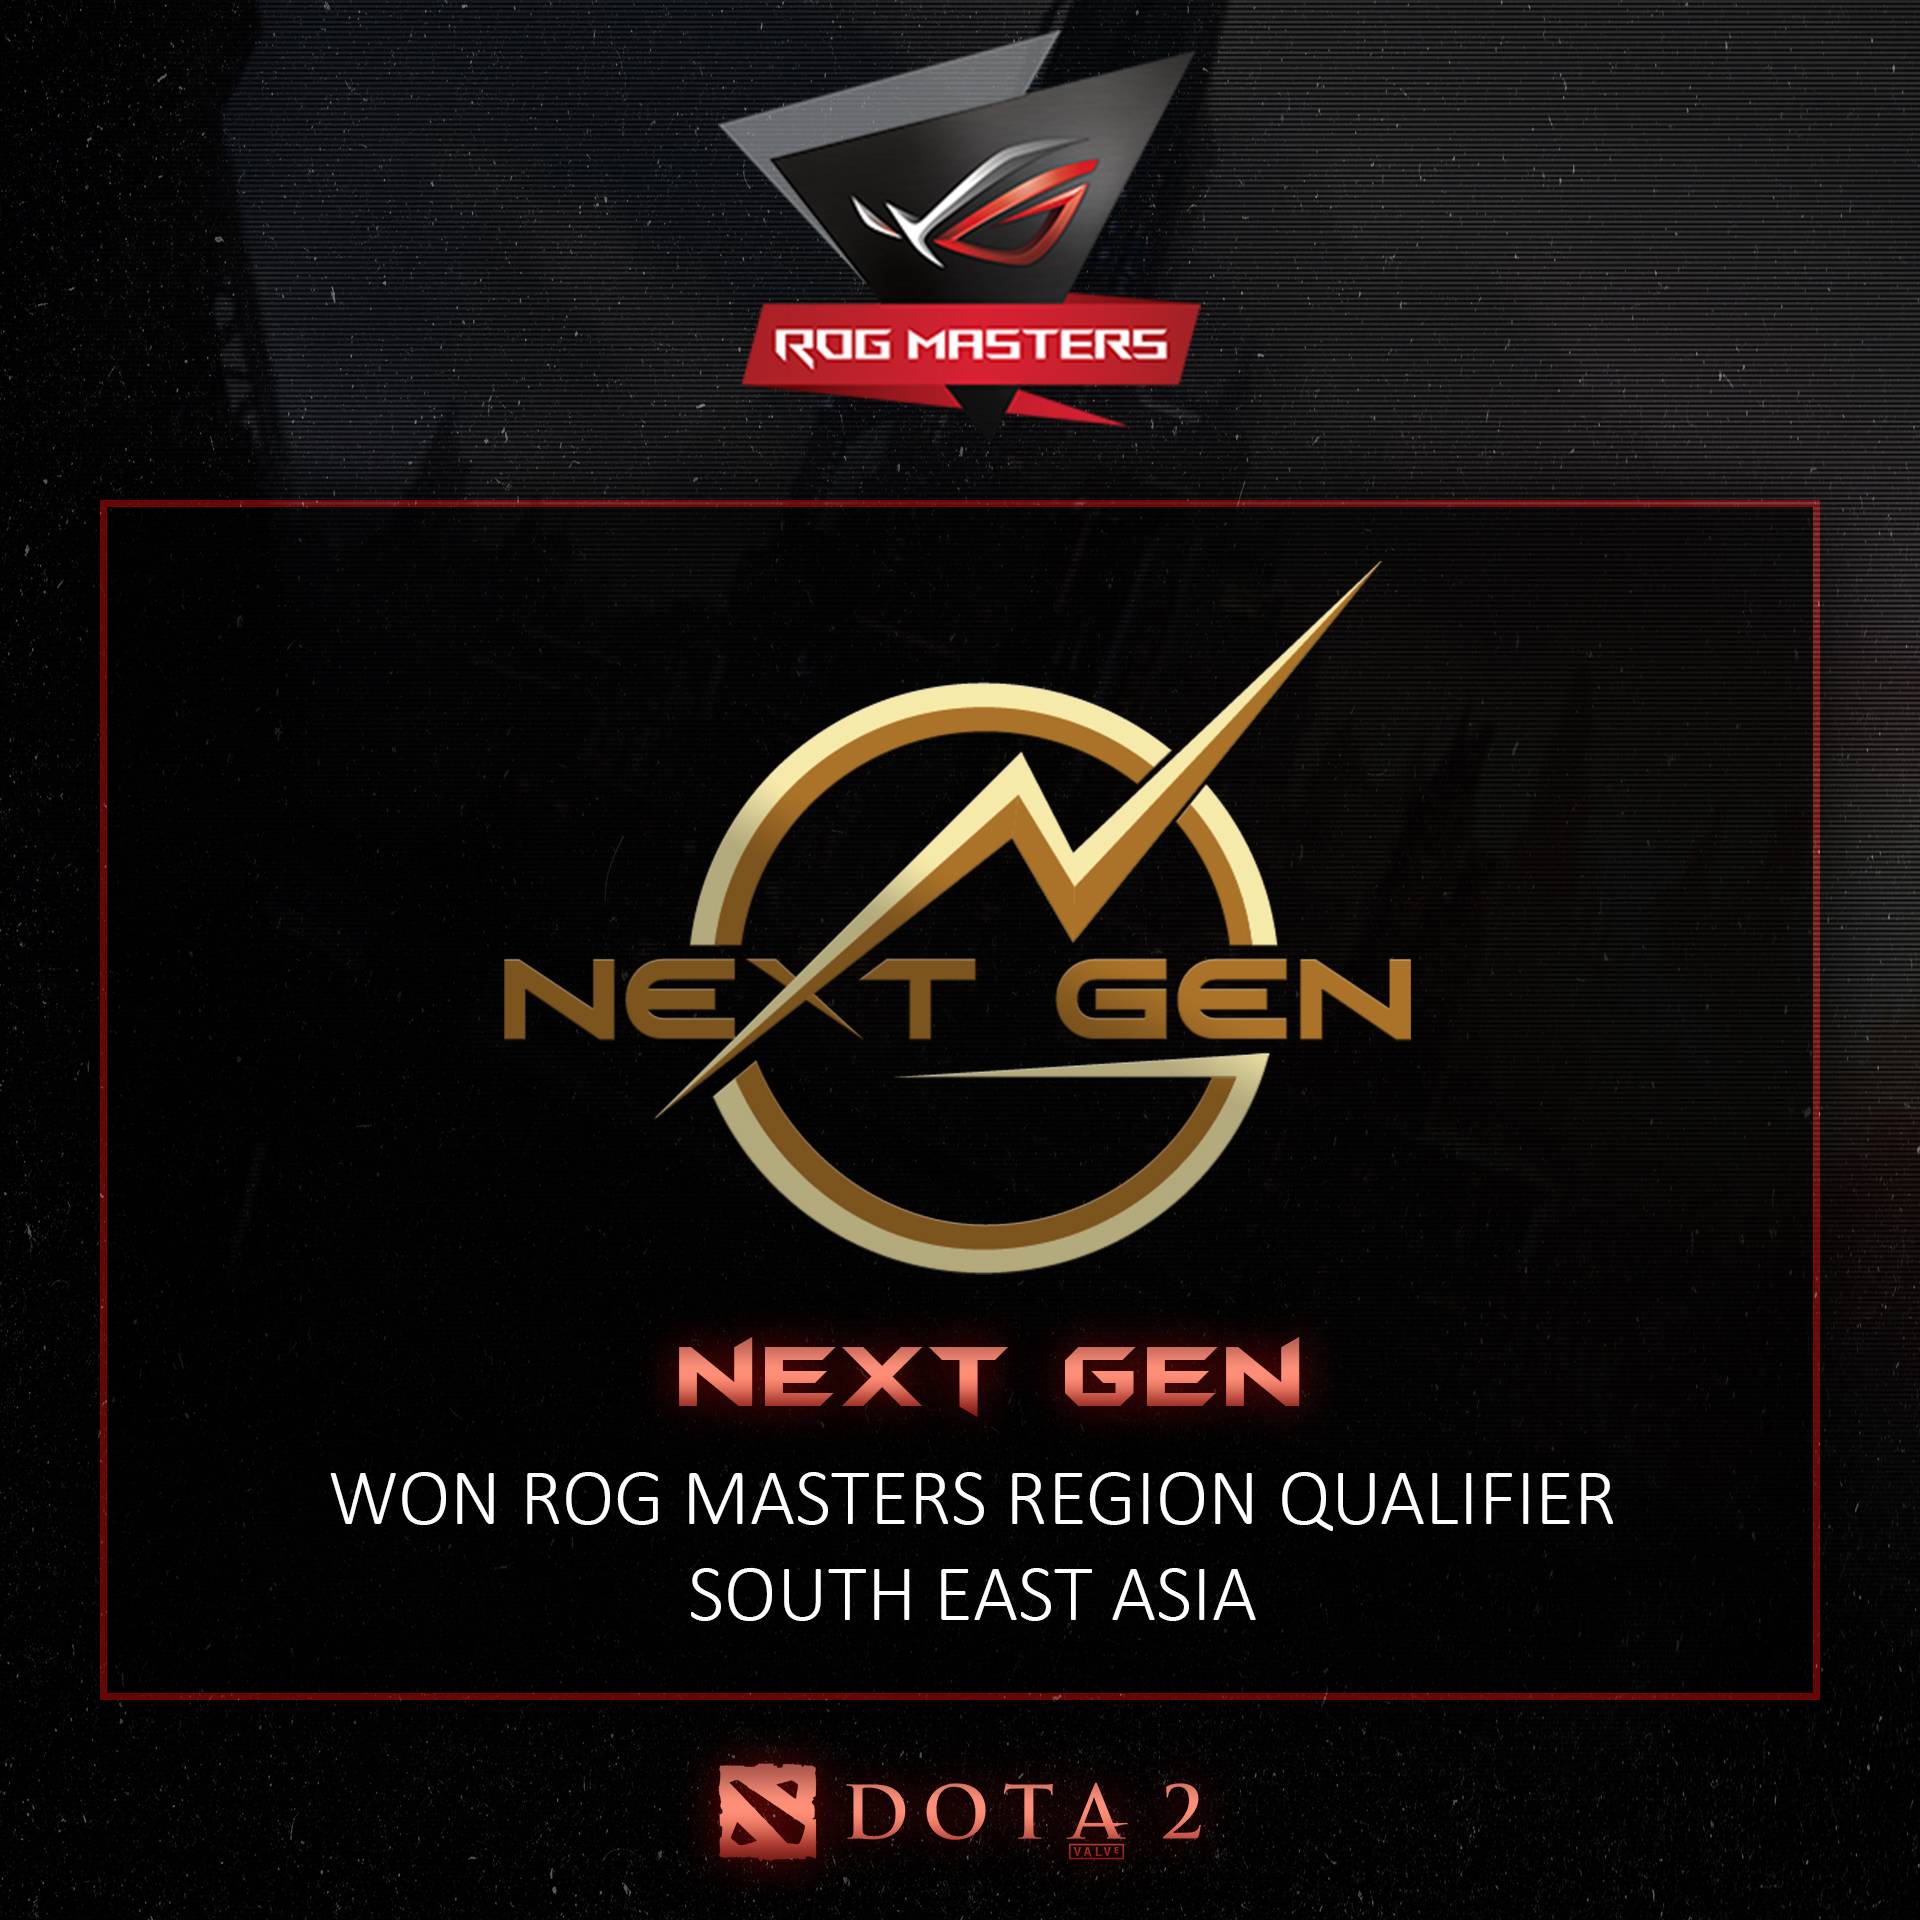 ROG MASTERS
NEXT GEN
NEXT GEN
WON ROG MASTERS REGION QUALIFIER
SOUTH EAST ASIA
DOTA 2
VALVE